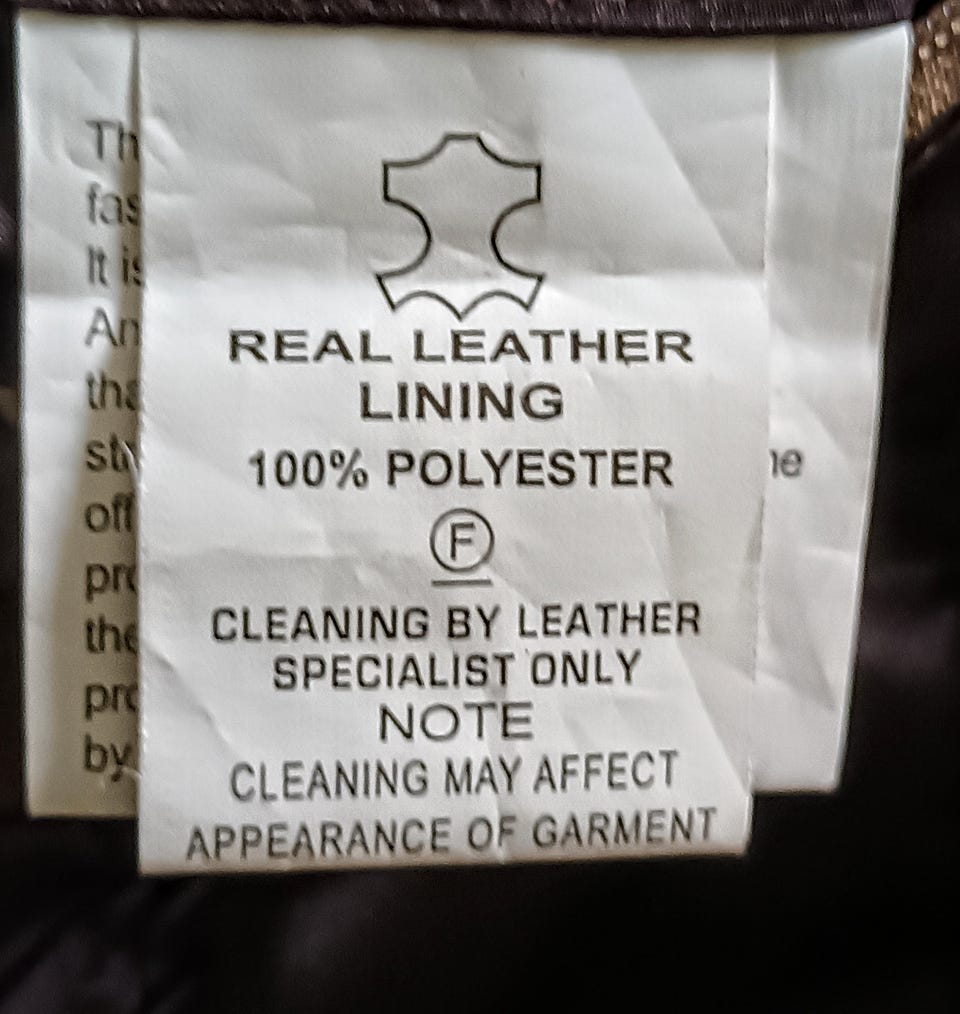 REAL LEATHER
LINING
100% POLYESTER
F
CLEANING BY LEATHER
SPECIALIST ONLY
NOTE
CLEANING MAY AFFECT
APPEARANCE OF GARMENT